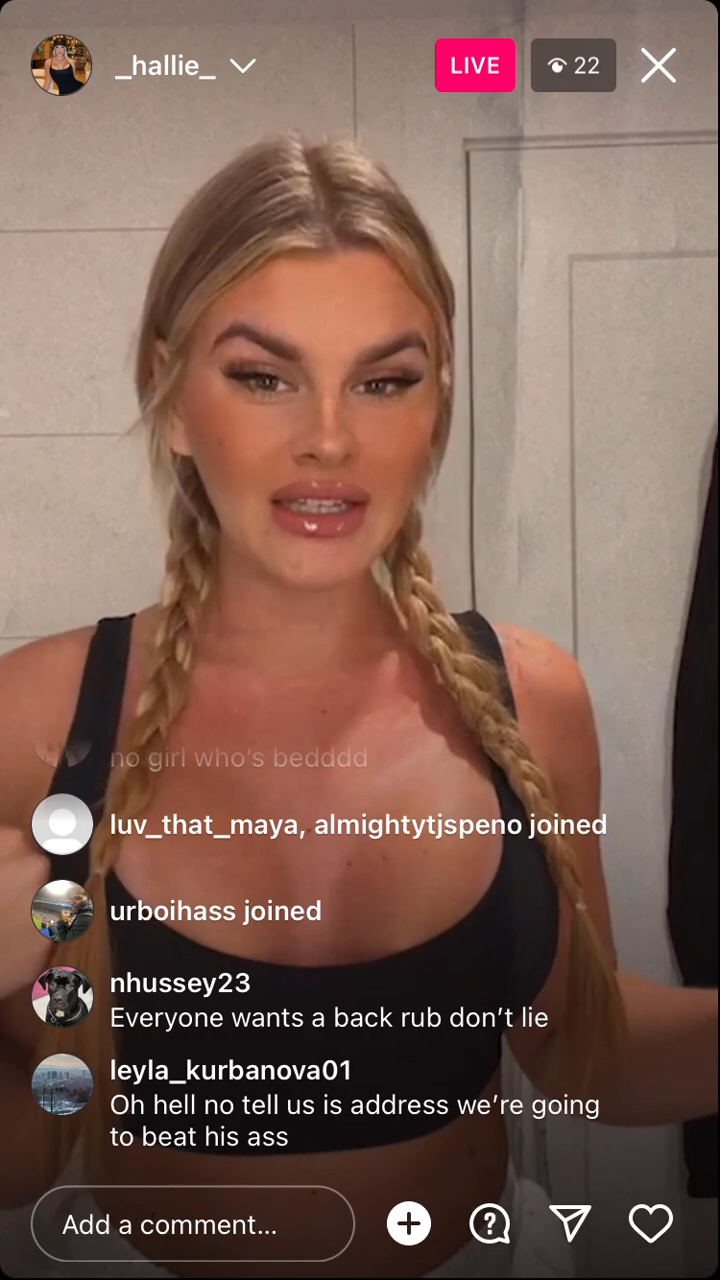 _hallie_
LIVE
22
no girl who's bedddd
luv_that_maya, almightytjspeno joined
urboihass joined
nhussey23
Everyone wants a back rub don't lie
leyla_kurbanova01
Oh hell no tell us is address we're going
to beat his ass
Add a comment...